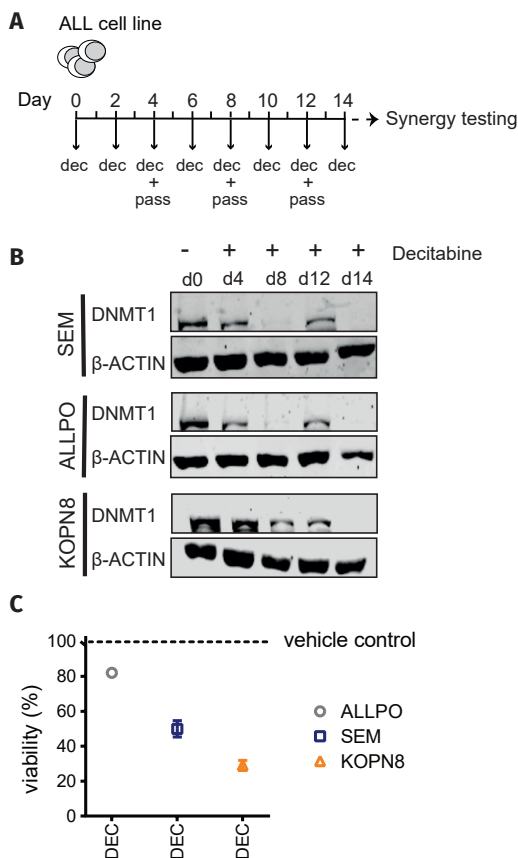 A
ALL cell line
Day 0 2 4 6 8 10 12 14
Synergy testing
dec dec dec dec dec dec dec dec
+ + +
pass pass pass
B
- + + + + Decitabine
d0 d4 d8 d12 d14
SEM
DNMT1
β-ACTIN
ALLPO
DNMT1
β-ACTIN
KOPN8
DNMT1
β-ACTIN
C
100
80
60
40
20
0
viability (%)
vehicle control
ALLPO
SEM
KOPN8
DEC DEC DEC